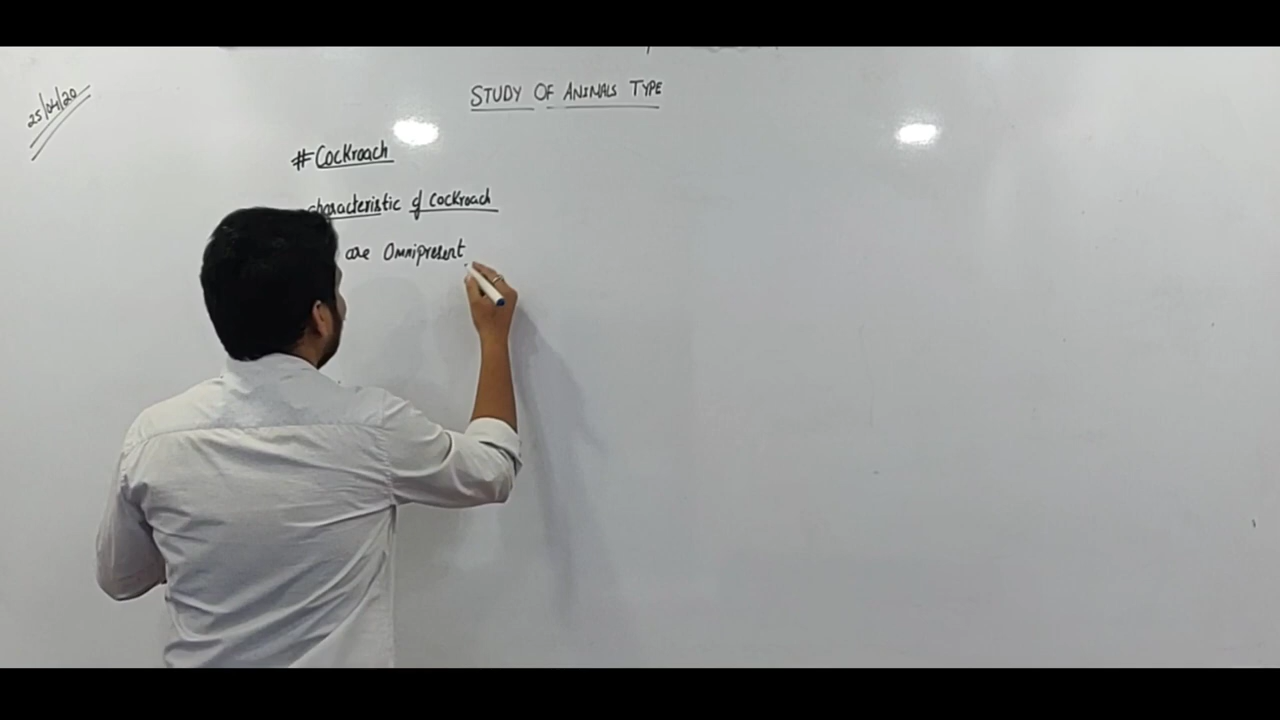 25/04/20
STUDY OF ANIMALS TYPE
# Cockroach
characteristic of Cockroach
are Omnipresent